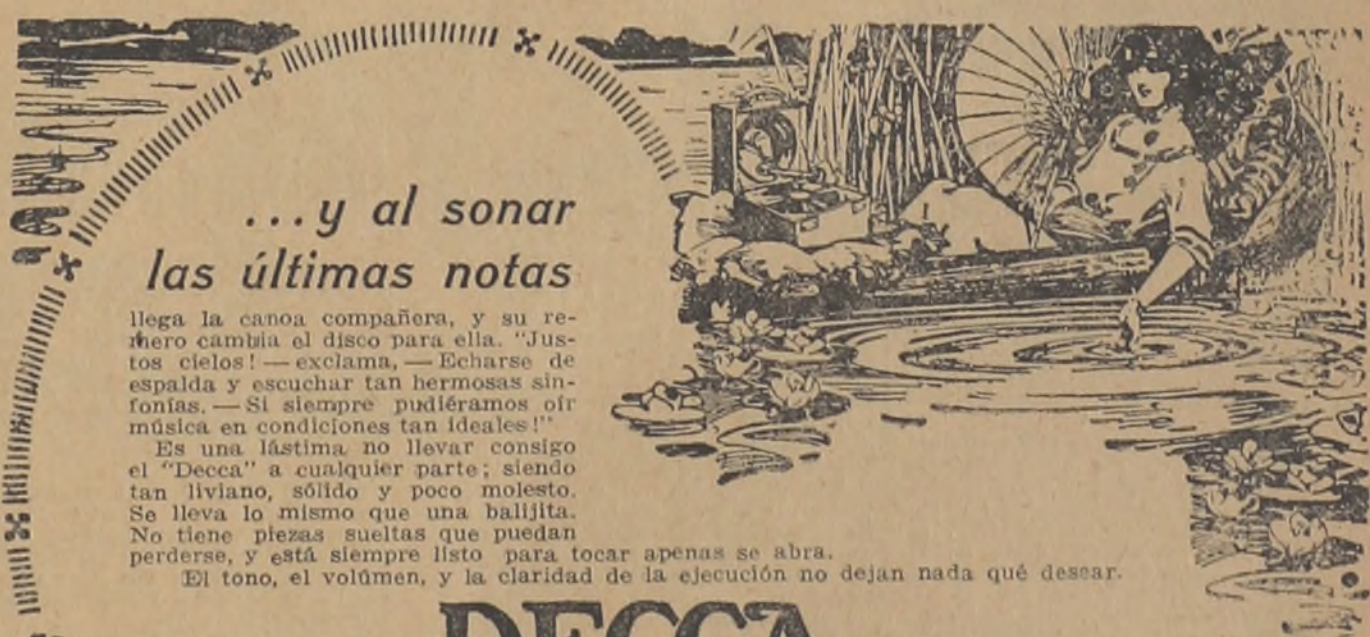 ...y al sonar
las últimas notas
llega la canoa compañera, y su re-
mero cambia el disco para ella. "Jus-
tos cielos! — exclama, — Echarse de
espalda y escuchar tan hermosas sin-
fonías. — Si siempre pudiéramos oír
música en condiciones tan ideales!"
Es una lástima no llevar consigo
el "Decca" a cualquier parte; siendo
tan liviano, sólido y poco molesto.
Se lleva lo mismo que una balijita.
No tiene piezas sueltas que puedan
perderse, y está siempre listo para tocar apenas se abra.
El tono, el volúmen, y la claridad de la ejecución no dejan nada qué desear.
DECCA